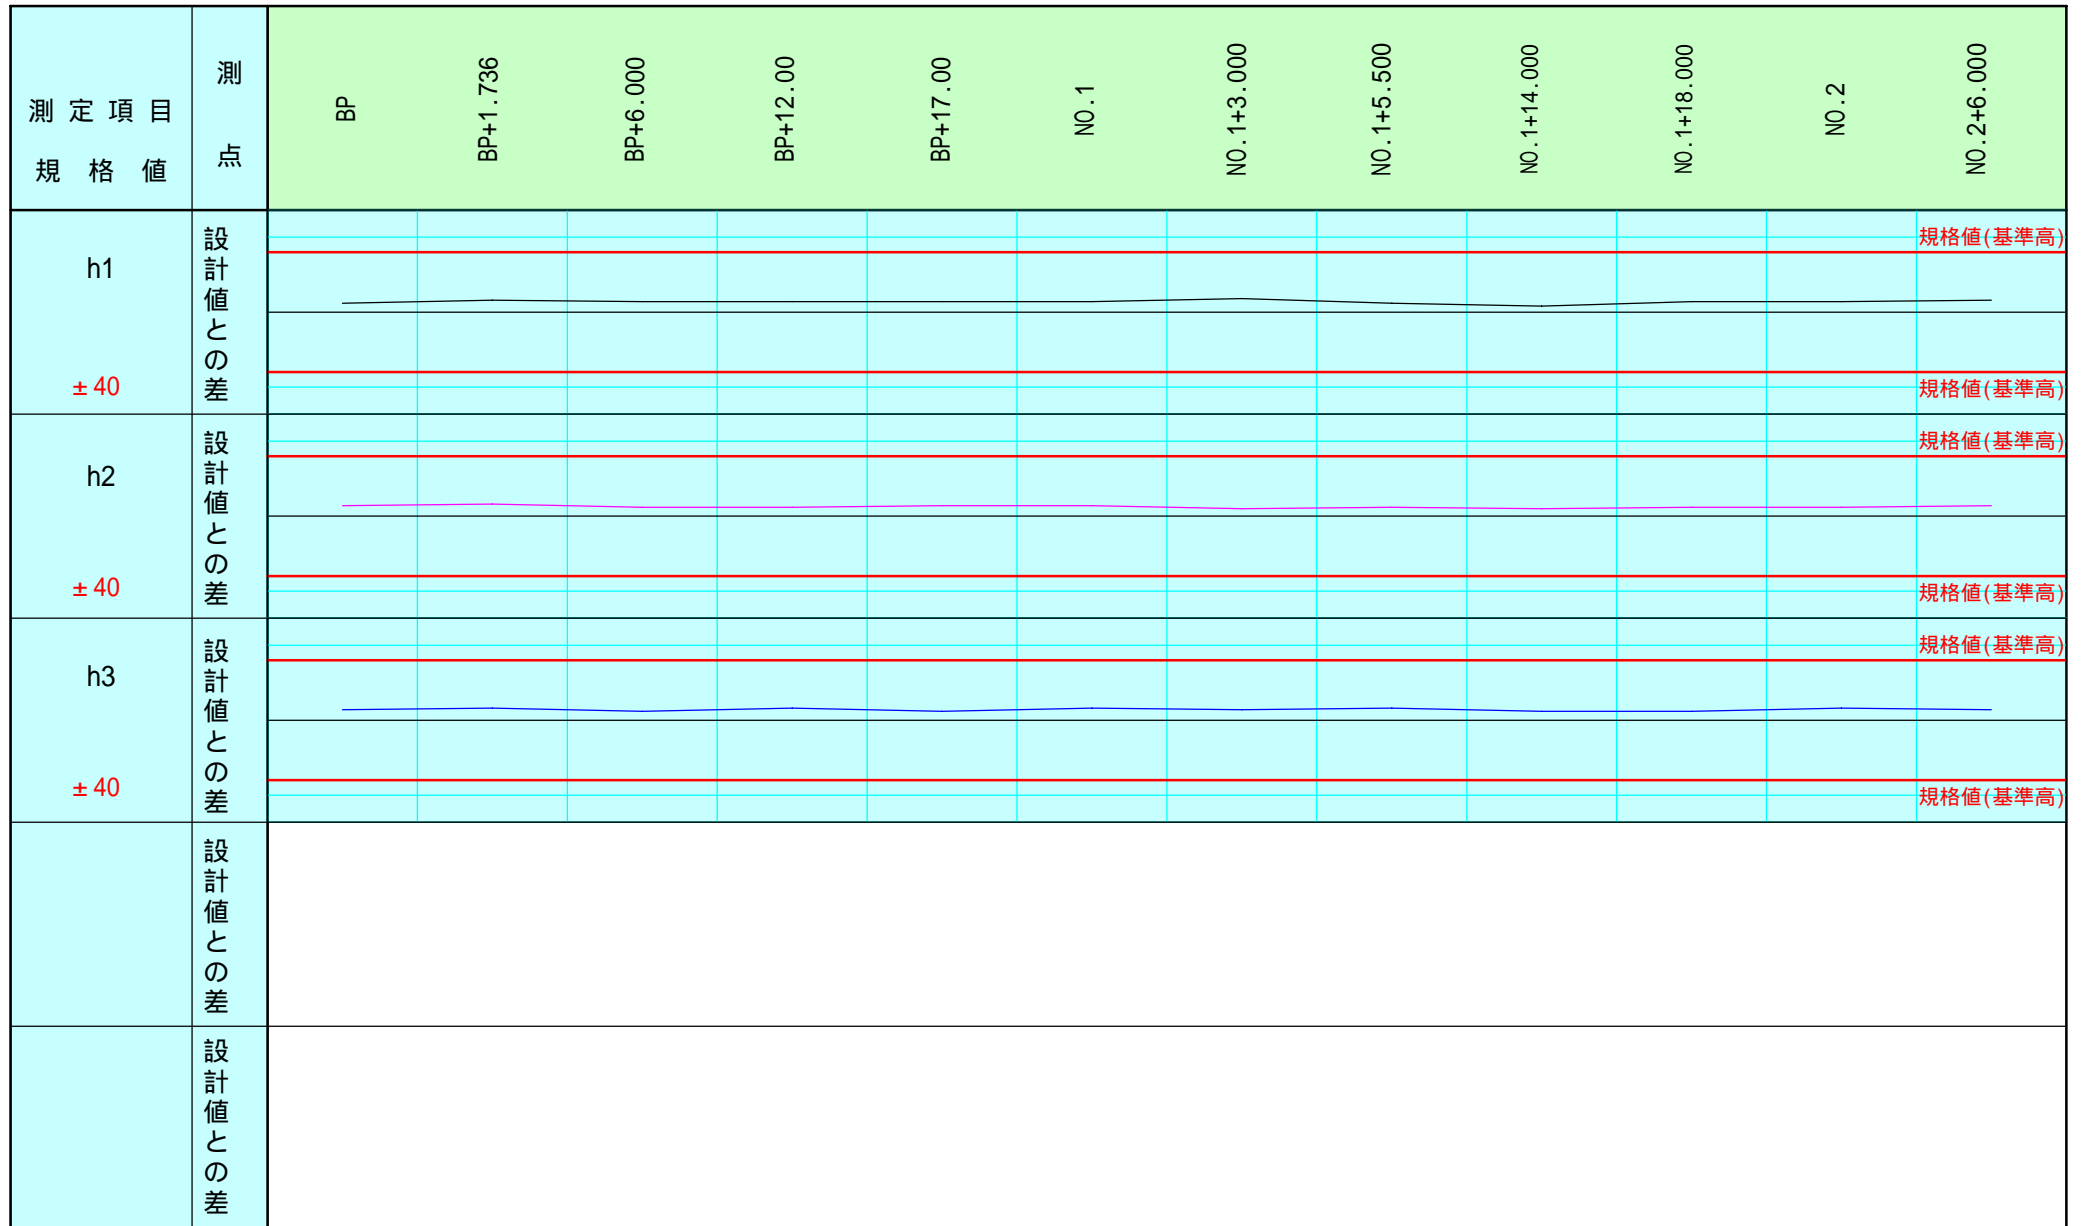 測定項目
規格値
測点
BP
BP+1.736
BP+6.000
BP+12.00
BP+17.00
NO.1
NO.1+3.000
NO.1+5.500
NO.1+14.000
NO.1+18.000
NO.2
NO.2+6.000
h1
±40
設計値との差
規格値(基準高)
規格値(基準高)
h2
±40
設計値との差
規格値(基準高)
規格値(基準高)
h3
±40
設計値との差
規格値(基準高)
規格値(基準高)
設計値との差
設計値との差